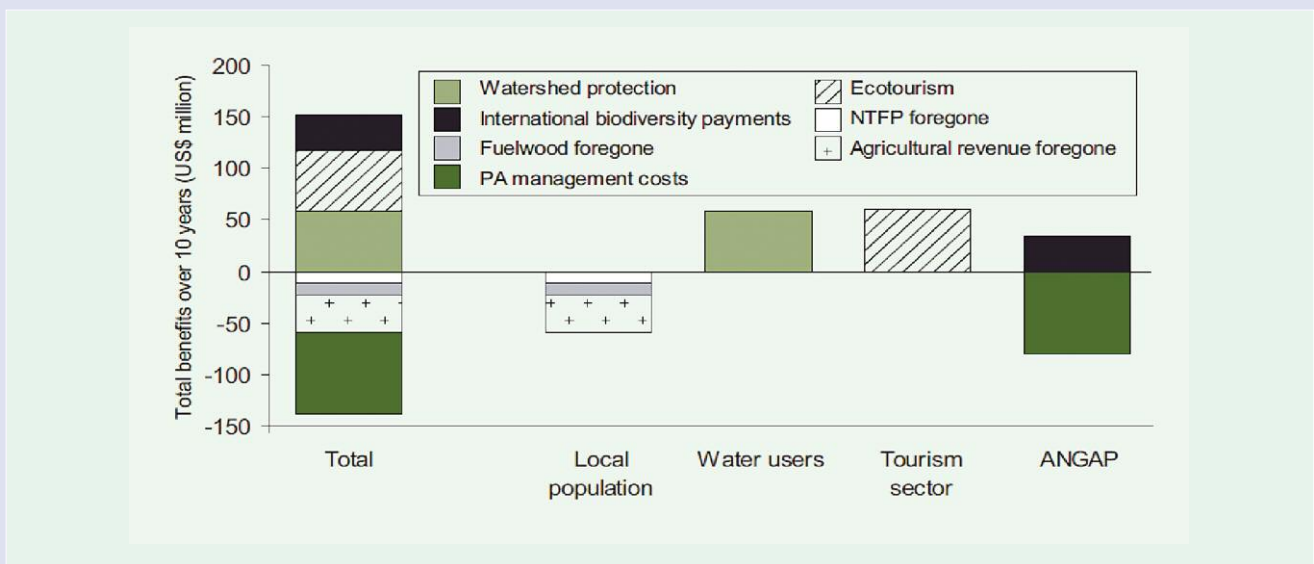 Total benefits over 10 years (US$ million)
200
150
100
50
0
-50
-100
-150
Watershed protection
International biodiversity payments
Fuelwood foregone
PA management costs
Ecotourism
NTFP foregone
Agricultural revenue foregone
Total
Local
population
Water users
Tourism
sector
ANGAP